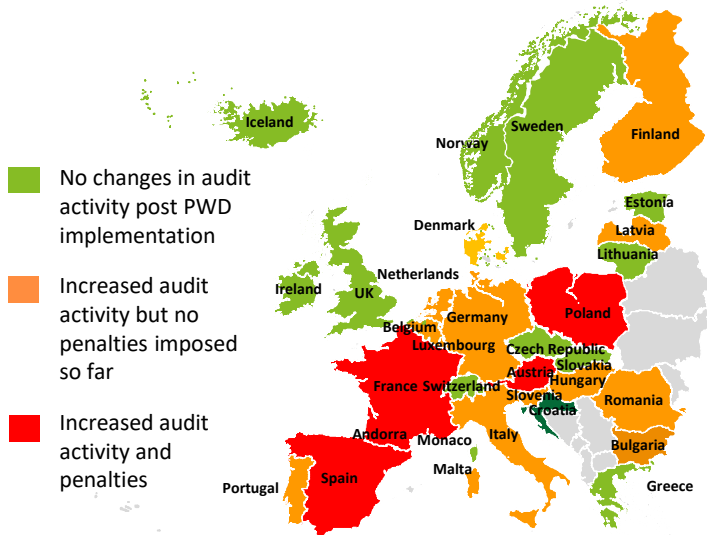 Iceland
Norway
Sweden
Finland
No changes in audit
activity post PWD
implementation
Estonia
Latvia
Lithuania
Denmark
Netherlands
Increased audit
activity but no
penalties imposed
so far
Ireland
UK
Belgium
Germany
Poland
Luxembourg
Czech Republic
Slovakia
Austria
Hungary
France
Switzerland
Slovenia
Romania
Croatia
Increased audit
activity and
penalties
Andorra
Monaco
Italy
Bulgaria
Malta
Portugal
Spain
Greece